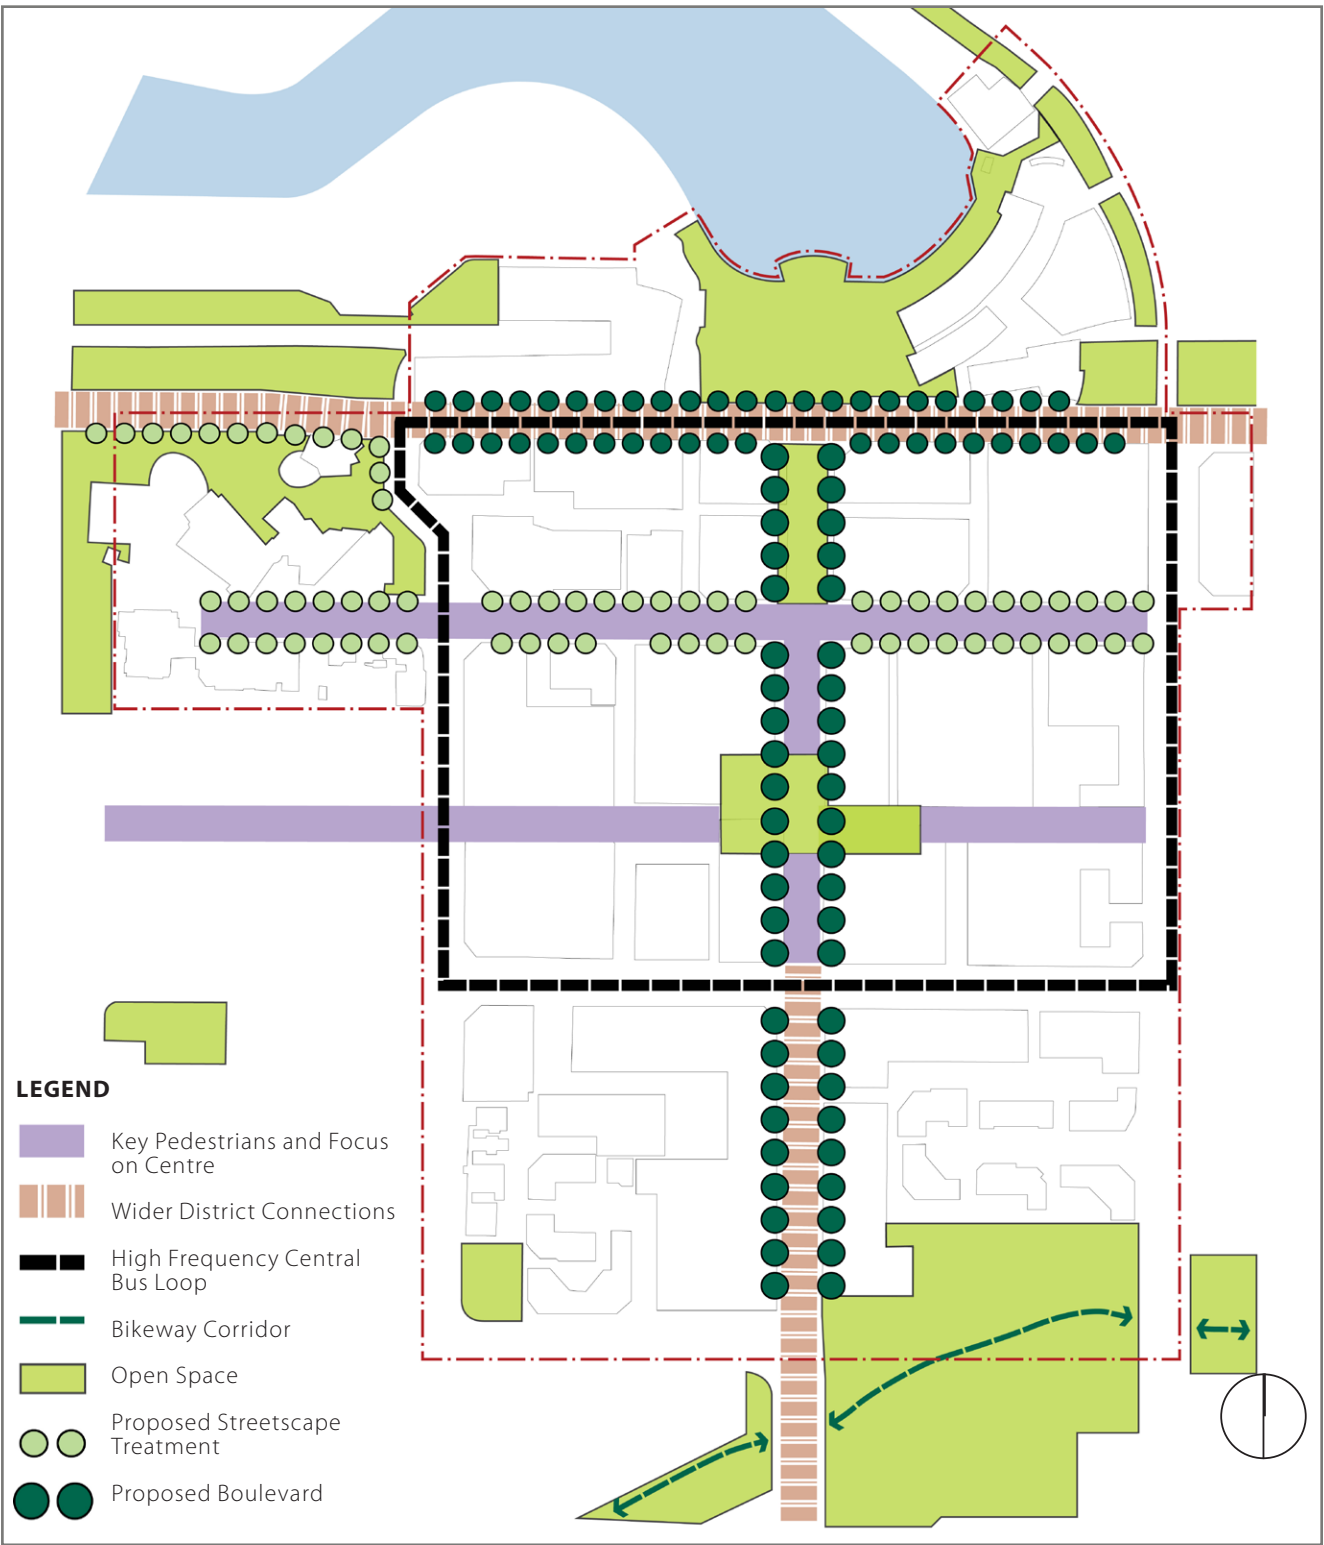 LEGEND
Key Pedestrians and Focus
on Centre
Wider District Connections
High Frequency Central
Bus Loop
Bikeway Corridor
Open Space
Proposed Streetscape
Treatment
Proposed Boulevard